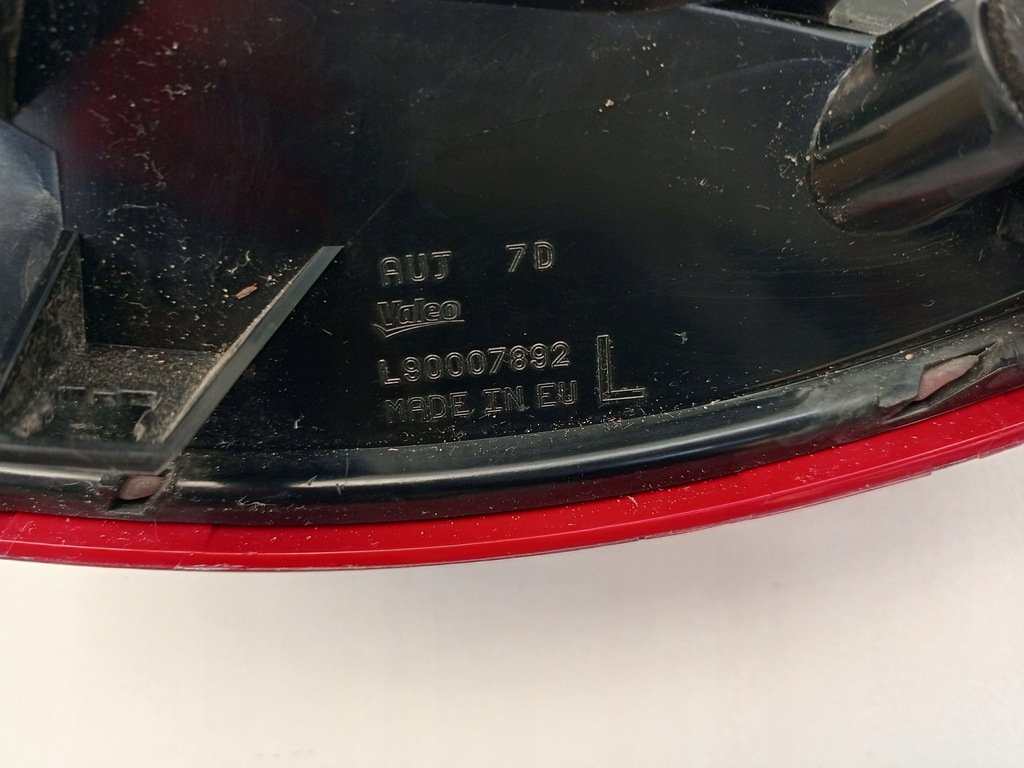 AUJ 7D
Valeo
L90007892
MADE IN EU
L